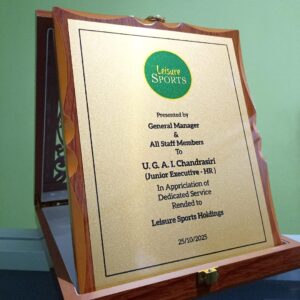 Leisure
SPORTS
Presented by
General Manager
&
All Staff Members
To
U. G. A. I. Chandrasiri
(Junior Executive - HR )
In Appriciation of
Dedicated Service
Rended to
Leisure Sports Holdings
25/10/2025